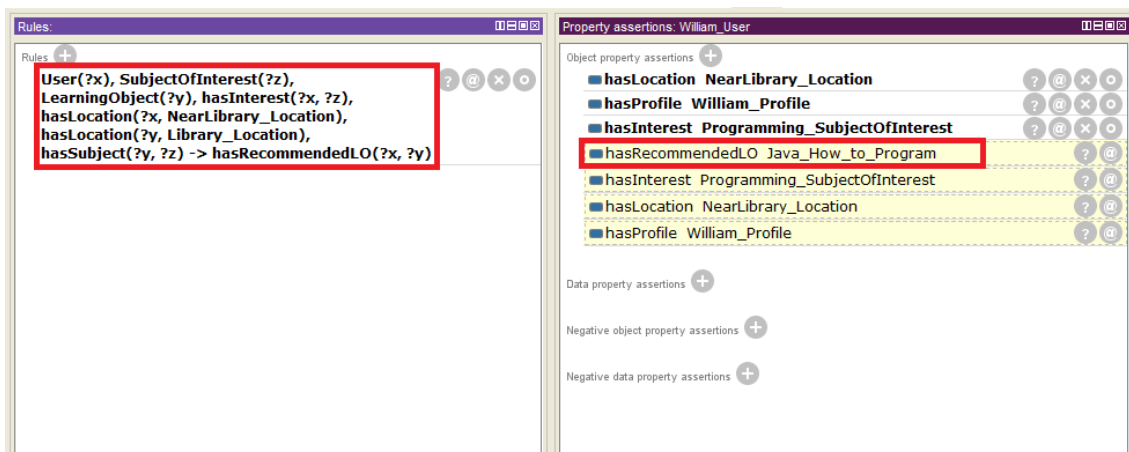 Rules:
Rules
User(?x), SubjectOfInterest(?z),
LearningObject(?y), hasInterest(?x, ?z),
hasLocation(?x, NearLibrary_Location),
hasLocation(?y, Library_Location),
hasSubject(?y, ?z) -> hasRecommendedLO(?x, ?y)
Property assertions: William_User
Object property assertions
hasLocation NearLibrary_Location
hasProfile William_Profile
hasInterest Programming_SubjectOfInterest
hasRecommendedLO Java_How_to_Program
hasInterest Programming_SubjectOfInterest
hasLocation NearLibrary_Location
hasProfile William_Profile
Data property assertions
Negative object property assertions
Negative data property assertions